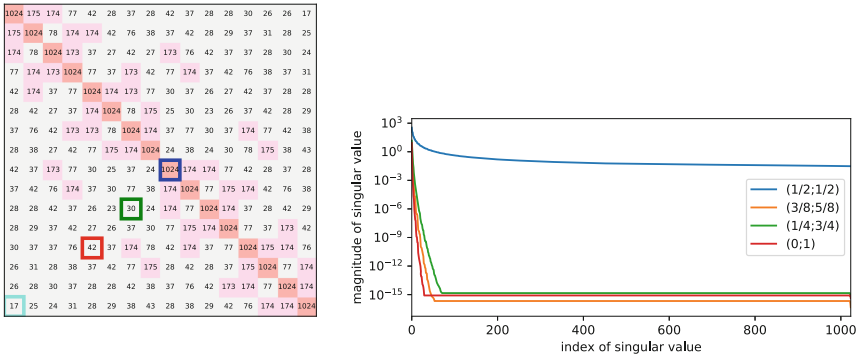 1024 175 174 77 42 28 37 28 42 37 28 42 30 26 26 17
175 1024 78 174 28 42 76 38 37 42 28 29 37 31 28 25
174 78 1024 173 37 27 42 27 173 76 42 37 37 28 30 24
77 174 173 1024 77 37 173 42 77 174 37 42 76 38 37 31
42 28 37 77 1024 174 173 37 30 37 26 27 42 37 28 28
28 42 27 37 174 1024 78 175 25 30 23 26 37 42 28 29
37 76 42 173 173 78 1024 174 37 77 30 37 174 77 42 38
28 38 27 42 37 175 174 1024 24 38 24 30 78 175 38 43
42 37 173 77 30 25 37 24 1024 174 174 77 42 28 37 28
37 42 76 174 37 30 77 38 174 1024 77 175 174 42 76 38
28 28 42 37 26 23 30 24 174 77 1024 174 42 28 173 29
42 29 37 42 27 26 37 30 77 175 174 1024 77 37 174 42
30 37 37 76 42 37 174 78 42 174 42 77 1024 175 174 76
26 31 28 38 37 42 77 175 28 42 28 37 175 1024 77 174
26 28 30 37 28 28 42 38 37 76 173 174 174 77 1024 174
17 25 24 31 28 29 38 43 28 38 29 42 76 174 174 1024
magnitude of singular value
10³
10⁰
10⁻³
10⁻⁶
10⁻⁹
10⁻¹²
10⁻¹⁵
(1/2;1/2)
(3/8;5/8)
(1/4;3/4)
(0;1)
0 200 400 600 800 1000
index of singular value